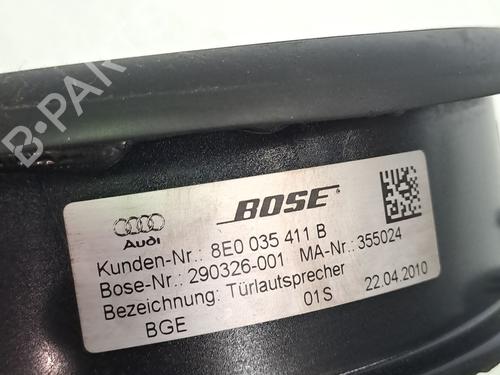 B-PARTS
BOSE
Audi
Kunden-Nr.: 8E0 035 411 B
Bose-Nr.: 290326-001 MA-Nr.: 355024
Bezeichnung: Türlautsprecher
BGE 01S 22.04.2010